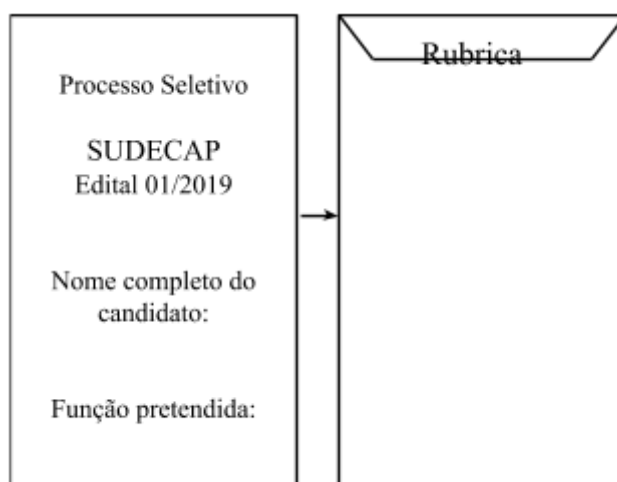 Processo Seletivo
SUDECAP
Edital 01/2019
Nome completo do
candidato:
Função pretendida:
Rubrica